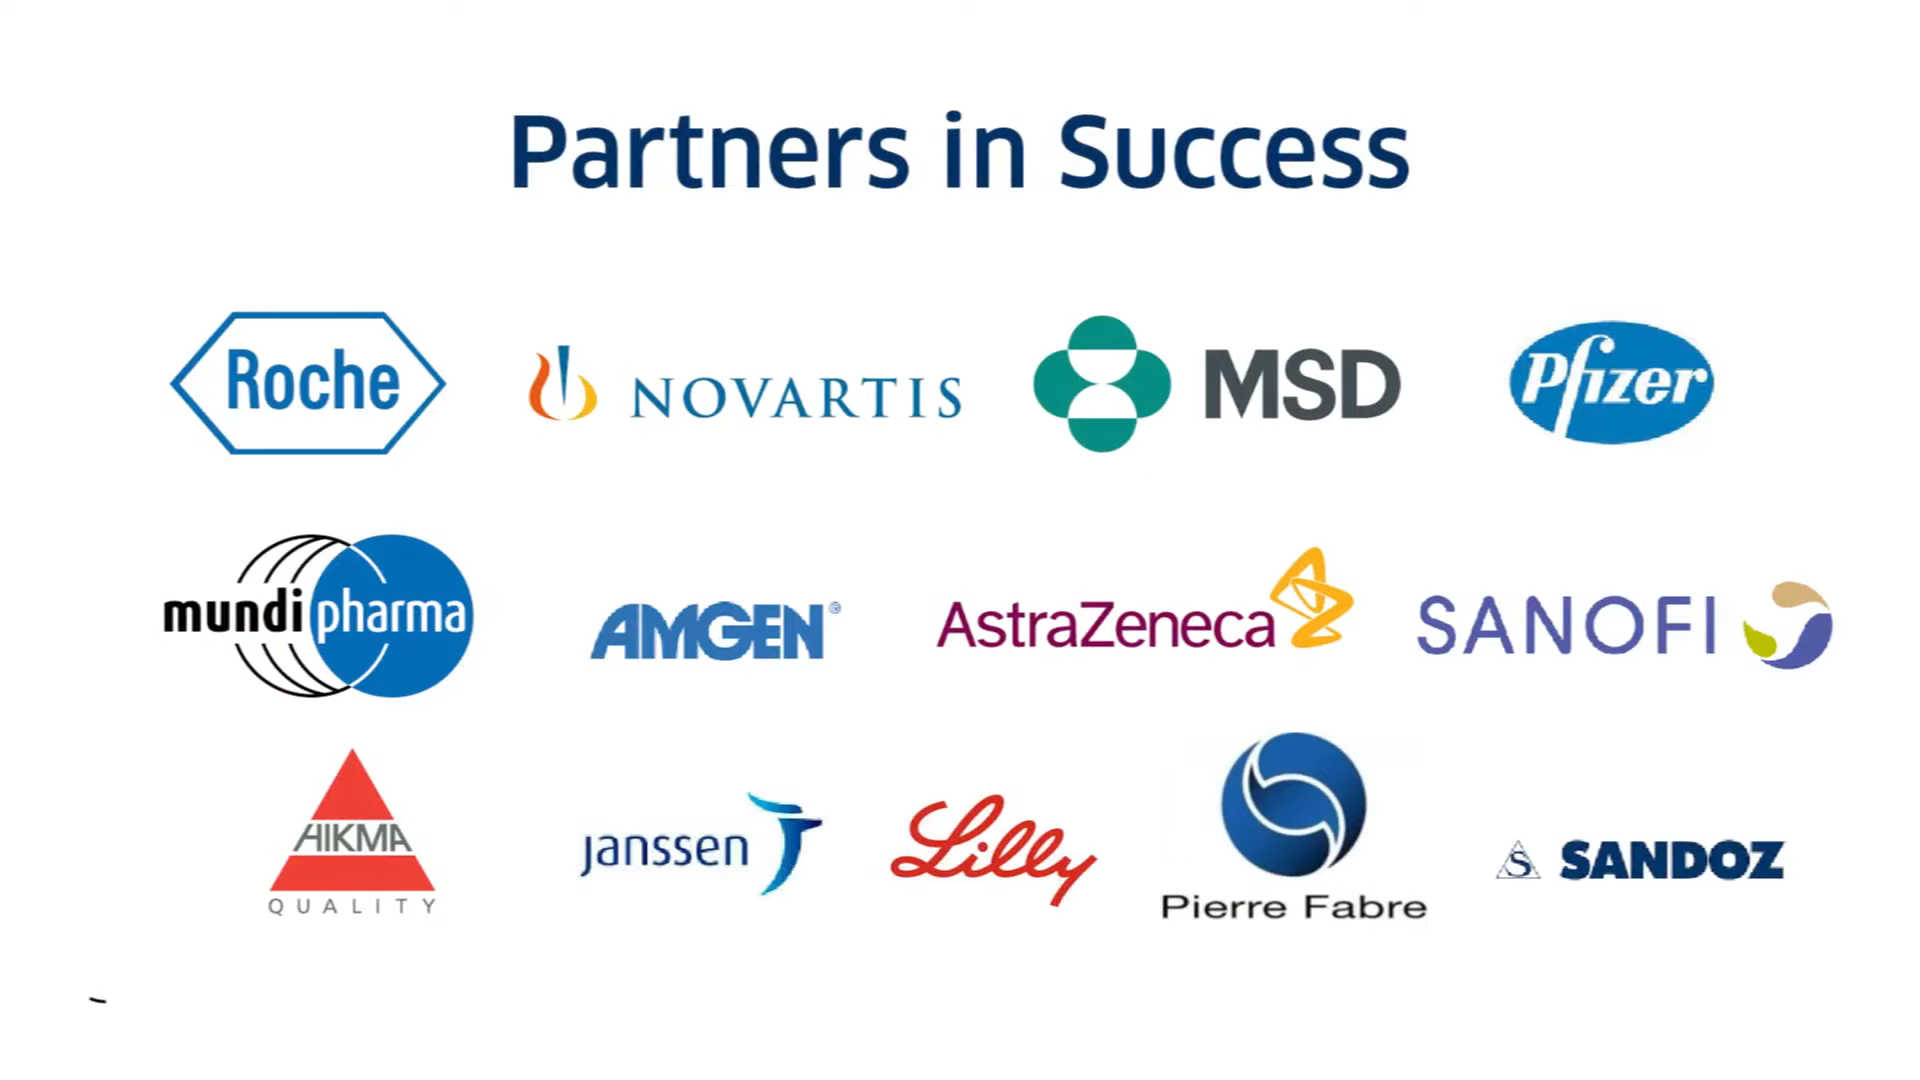 Partners in Success
Roche
NOVARTIS
MSD
Pfizer
mundipharma
AMGEN®
AstraZeneca
SANOFI
HIKMA
QUALITY
janssen
Lilly
Pierre Fabre
S SANDOZ